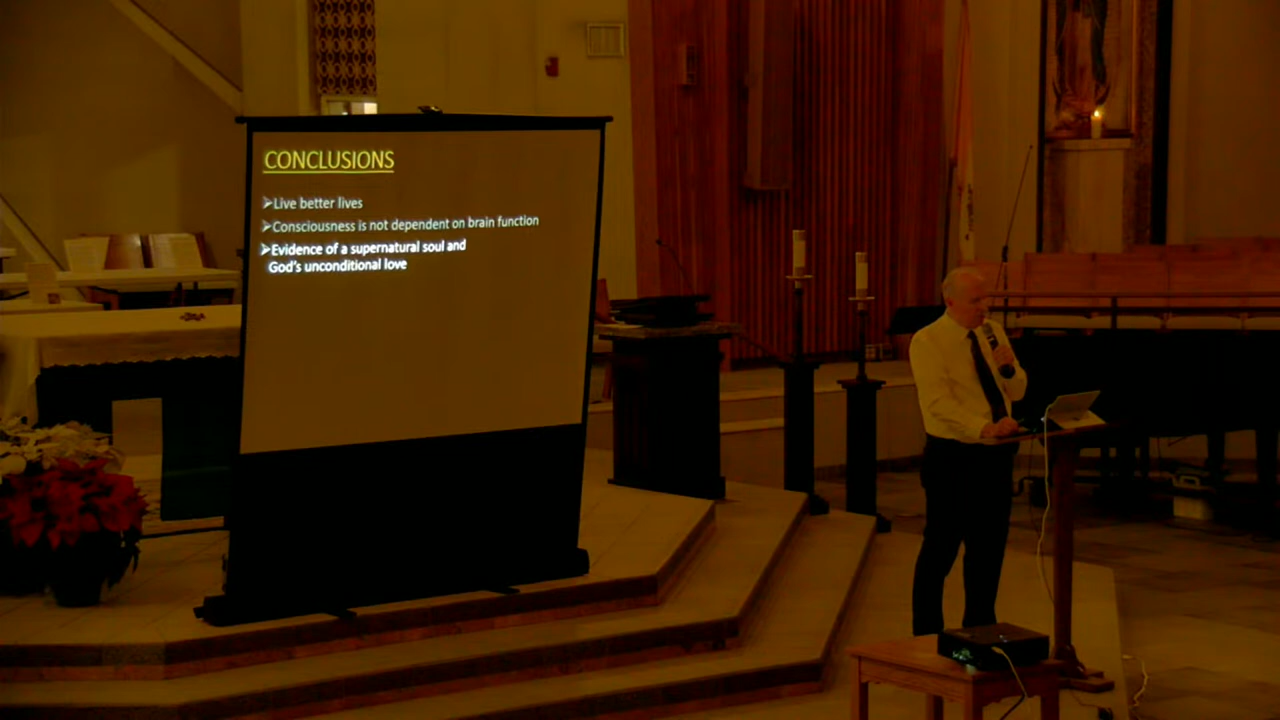 CONCLUSIONS
➢Live better lives
➢Consciousness is not dependent on brain function
➢Evidence of a supernatural soul and
God's unconditional love